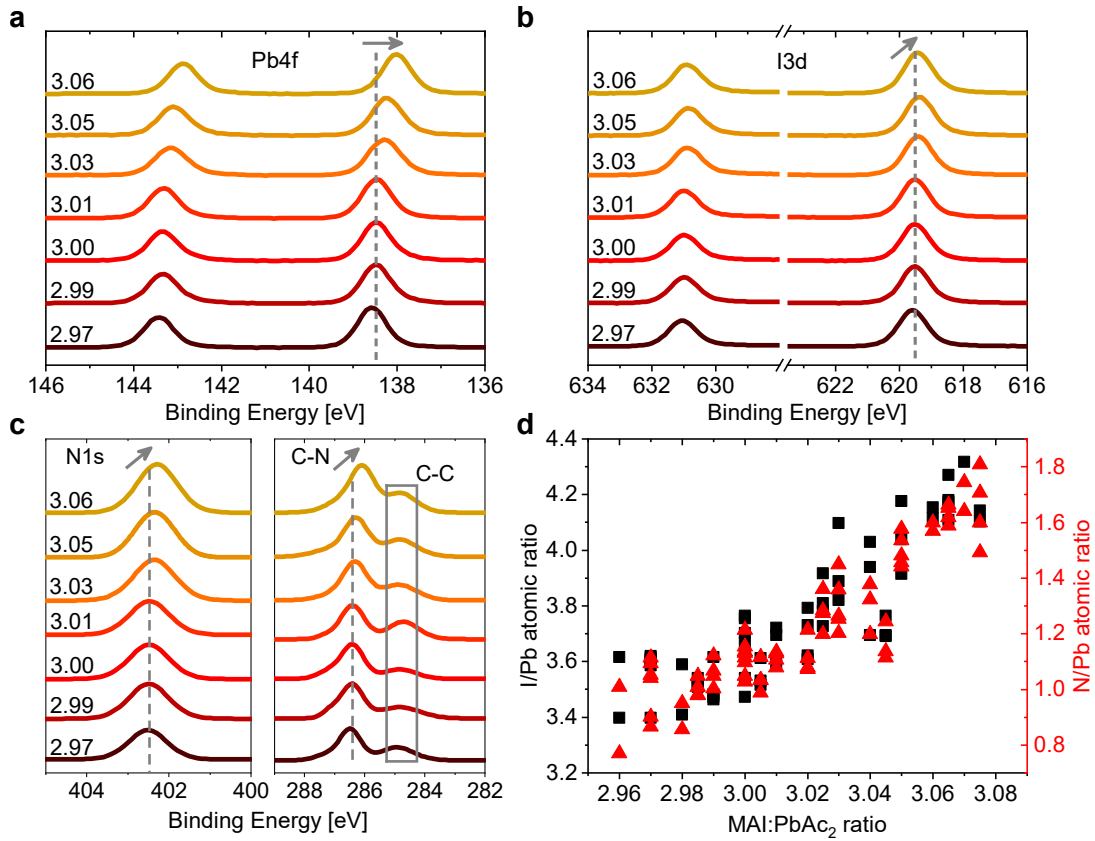 a
Pb4f
3.06
3.05
3.03
3.01
3.00
2.99
2.97
146 144 142 140 138 136
Binding Energy [eV]
b
I3d
3.06
3.05
3.03
3.01
3.00
2.99
2.97
634 632 630 622 620 618 616
Binding Energy [eV]
c
N1s
C-N
C-C
3.06
3.05
3.03
3.01
3.00
2.99
2.97
404 402 400 288 286 284 282
Binding Energy [eV]
d
I/Pb atomic ratio
4.4
4.2
4.0
3.8
3.6
3.4
3.2
N/Pb atomic ratio
1.8
1.6
1.4
1.2
1.0
0.8
2.96 2.98 3.00 3.02 3.04 3.06 3.08
MAI:PbAc₂ ratio